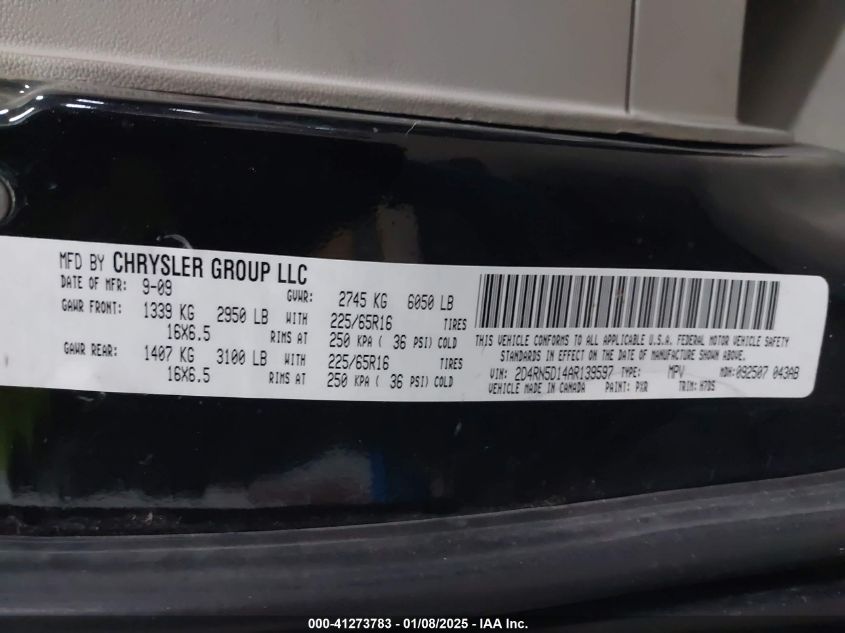 MFD BY CHRYSLER GROUP LLC
DATE OF MFR: 9-09 GVWR: 2745 KG 6050 LB
GAWR FRONT: 1339 KG 2950 LB WITH 225/65R16 TIRES
16X6.5 RIMS AT 250 KPA ( 36 PSI) COLD
GAWR REAR: 1407 KG 3100 LB WITH 225/65R16 TIRES
16X6.5 RIMS AT 250 KPA ( 36 PSI) COLD
THIS VEHICLE CONFORMS TO ALL APPLICABLE U.S.A. FEDERAL MOTOR VEHICLE SAFETY
STANDARDS IN EFFECT ON THE DATE OF MANUFACTURE SHOWN ABOVE.
VIN: 2D4RN5D14AR139597 TYPE: MPV MDH: 092507 043AB
VEHICLE MADE IN CANADA PAINT: PXR TRIM: H7DS
000-41273783 - 01/08/2025 - IAA Inc.